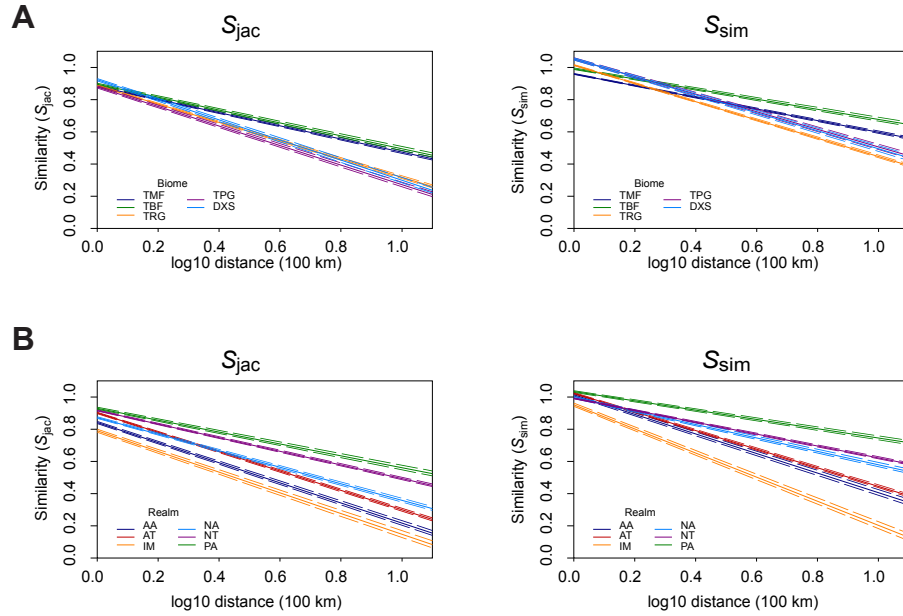 A
Sjac
Ssim
Similarity (Sjac)
0.0 0.2 0.4 0.6 0.8 1.0
Biome
TMF TPG
TBF DXS
TRG
0.0 0.2 0.4 0.6 0.8 1.0
log10 distance (100 km)
Similarity (Ssim)
0.0 0.2 0.4 0.6 0.8 1.0
Biome
TMF TPG
TBF DXS
TRG
0.0 0.2 0.4 0.6 0.8 1.0
log10 distance (100 km)
B
Sjac
Ssim
Similarity (Sjac)
0.0 0.2 0.4 0.6 0.8 1.0
Realm
AA NA
AT NT
IM PA
0.0 0.2 0.4 0.6 0.8 1.0
log10 distance (100 km)
Similarity (Ssim)
0.0 0.2 0.4 0.6 0.8 1.0
Realm
AA NA
AT NT
IM PA
0.0 0.2 0.4 0.6 0.8 1.0
log10 distance (100 km)